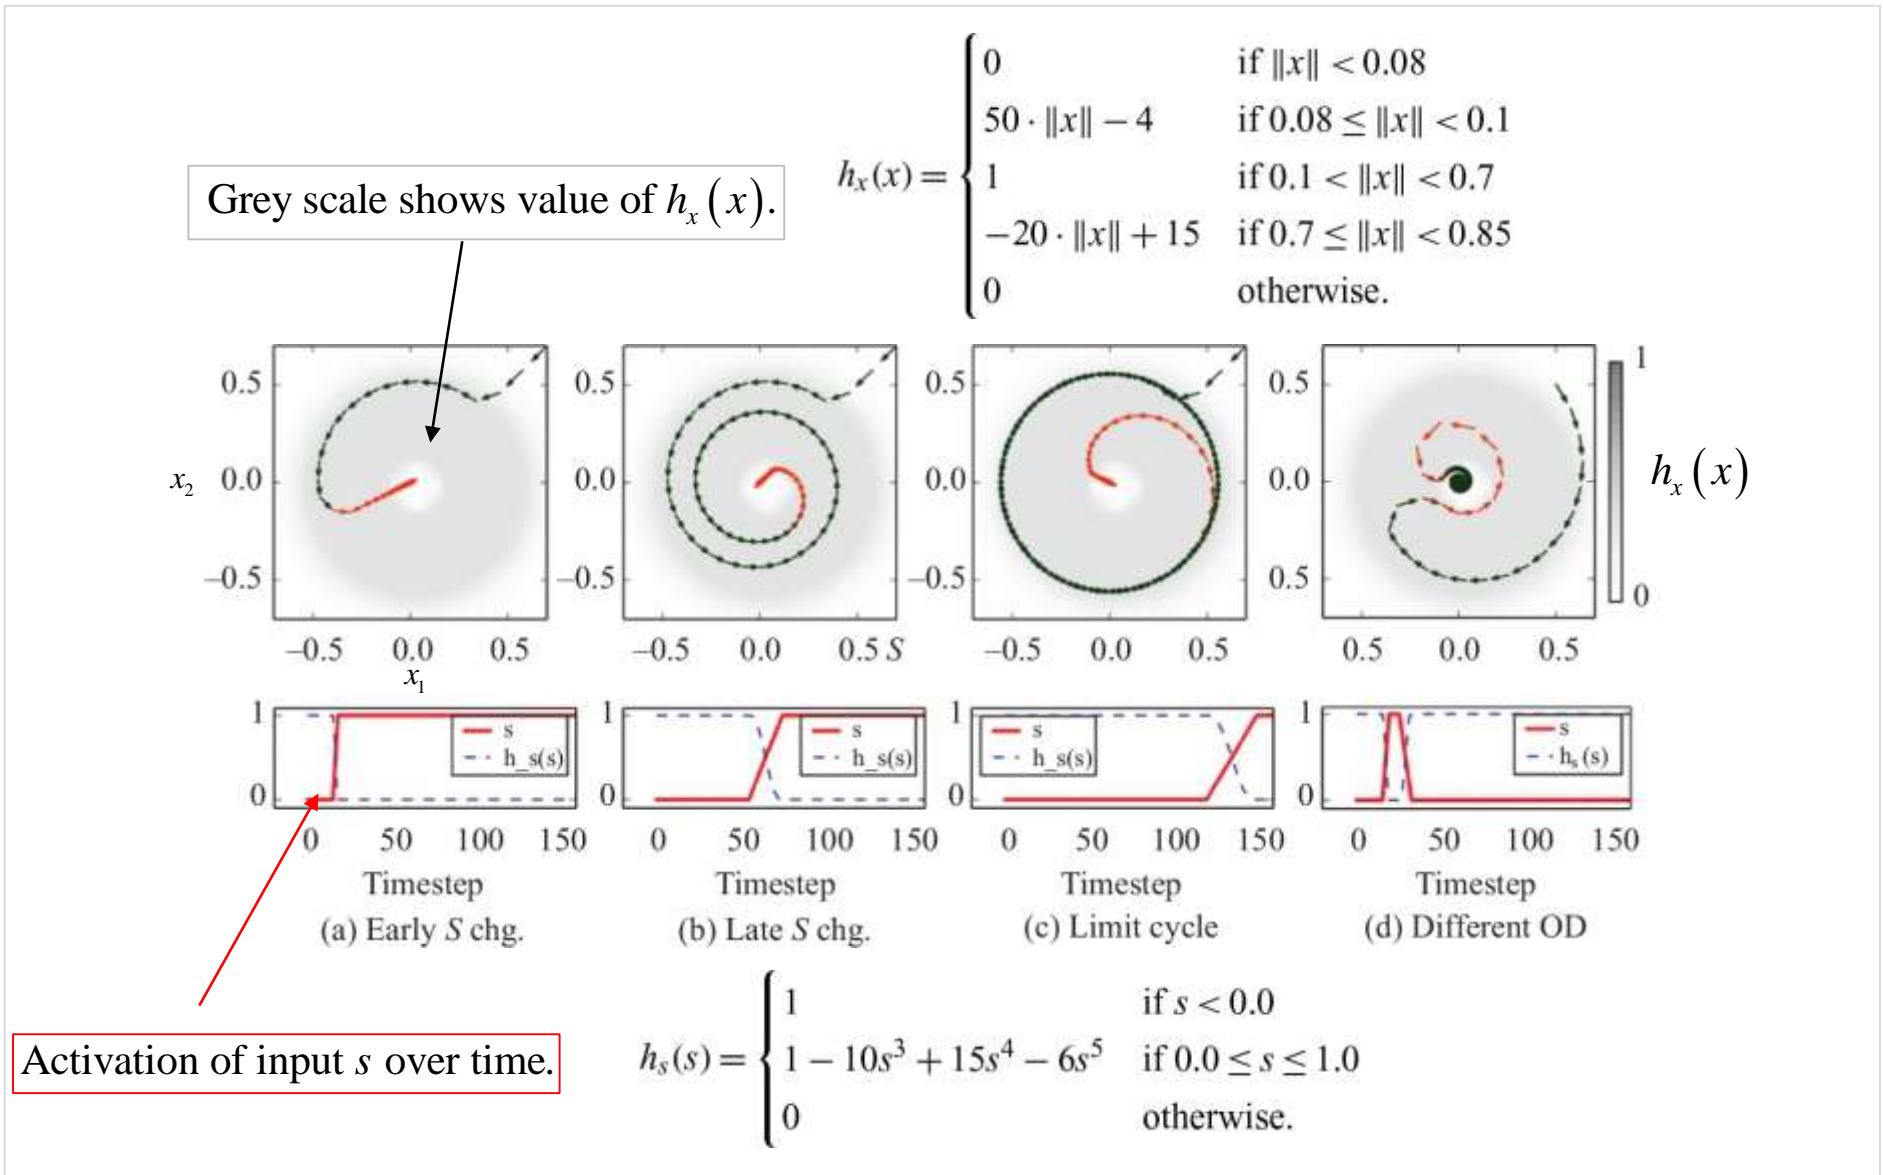 h_x(x) = { 0 if ‖x‖ < 0.08
50 · ‖x‖ − 4 if 0.08 ≤ ‖x‖ < 0.1
1 if 0.1 < ‖x‖ < 0.7
−20 · ‖x‖ + 15 if 0.7 ≤ ‖x‖ < 0.85
0 otherwise.
Grey scale shows value of h_x(x).
0.5 0.5 0.5 0.5 1
x_2 0.0 0.0 0.0 0.0 h_x(x)
−0.5 −0.5 −0.5 0.5 0
−0.5 0.0 0.5 −0.5 0.0 0.5 S −0.5 0.0 0.5 0.5 0.0 0.5
x_1
1 s 1 s 1 s 1 s
h_s(s) h_s(s) h_s(s) h_s(s)
0 0 0 0
0 50 100 150 0 50 100 150 0 50 100 150 0 50 100 150
Timestep Timestep Timestep Timestep
(a) Early S chg. (b) Late S chg. (c) Limit cycle (d) Different OD
Activation of input s over time.
h_s(s) = { 1 if s < 0.0
1 − 10s^3 + 15s^4 − 6s^5 if 0.0 ≤ s ≤ 1.0
0 otherwise.